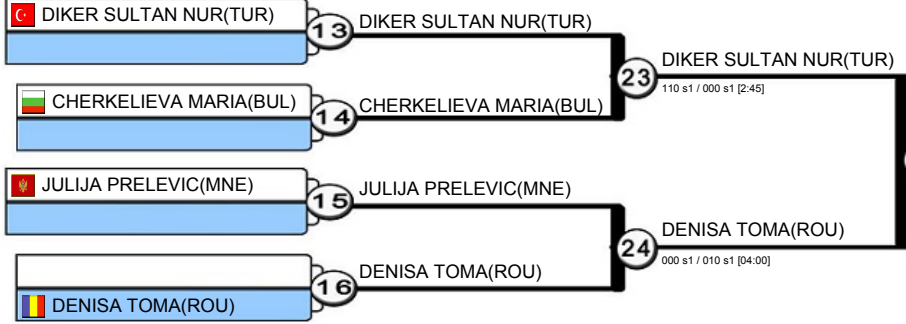 DIKER SULTAN NUR(TUR)
13
DIKER SULTAN NUR(TUR)
23
DIKER SULTAN NUR(TUR)
110 s1 / 000 s1 [2:45]
CHERKELIEVA MARIA(BUL)
14
CHERKELIEVA MARIA(BUL)
JULIJA PRELEVIC(MNE)
15
JULIJA PRELEVIC(MNE)
24
DENISA TOMA(ROU)
000 s1 / 010 s1 [04:00]
16
DENISA TOMA(ROU)
DENISA TOMA(ROU)